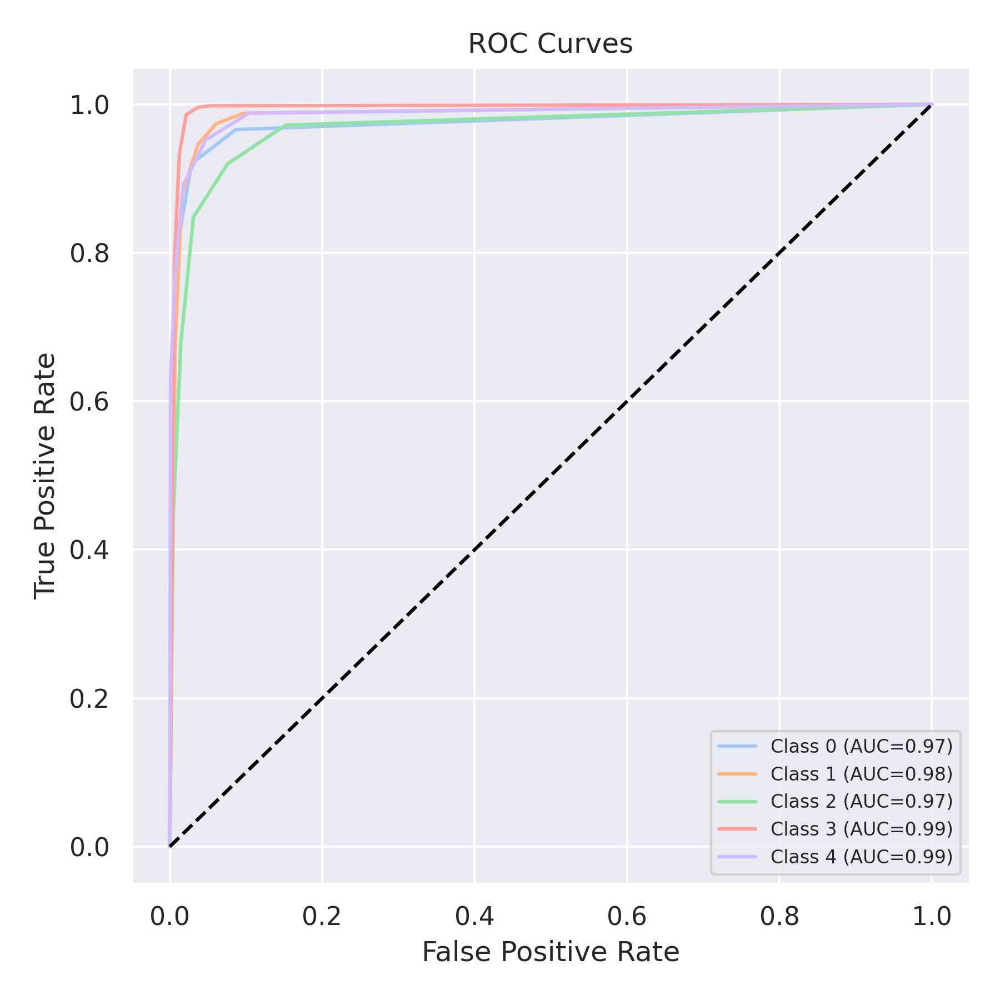 ROC Curves
1.0
0.8
0.6
0.4
0.2
0.0
True Positive Rate
Class 0 (AUC=0.97)
Class 1 (AUC=0.98)
Class 2 (AUC=0.97)
Class 3 (AUC=0.99)
Class 4 (AUC=0.99)
0.0 0.2 0.4 0.6 0.8 1.0
False Positive Rate